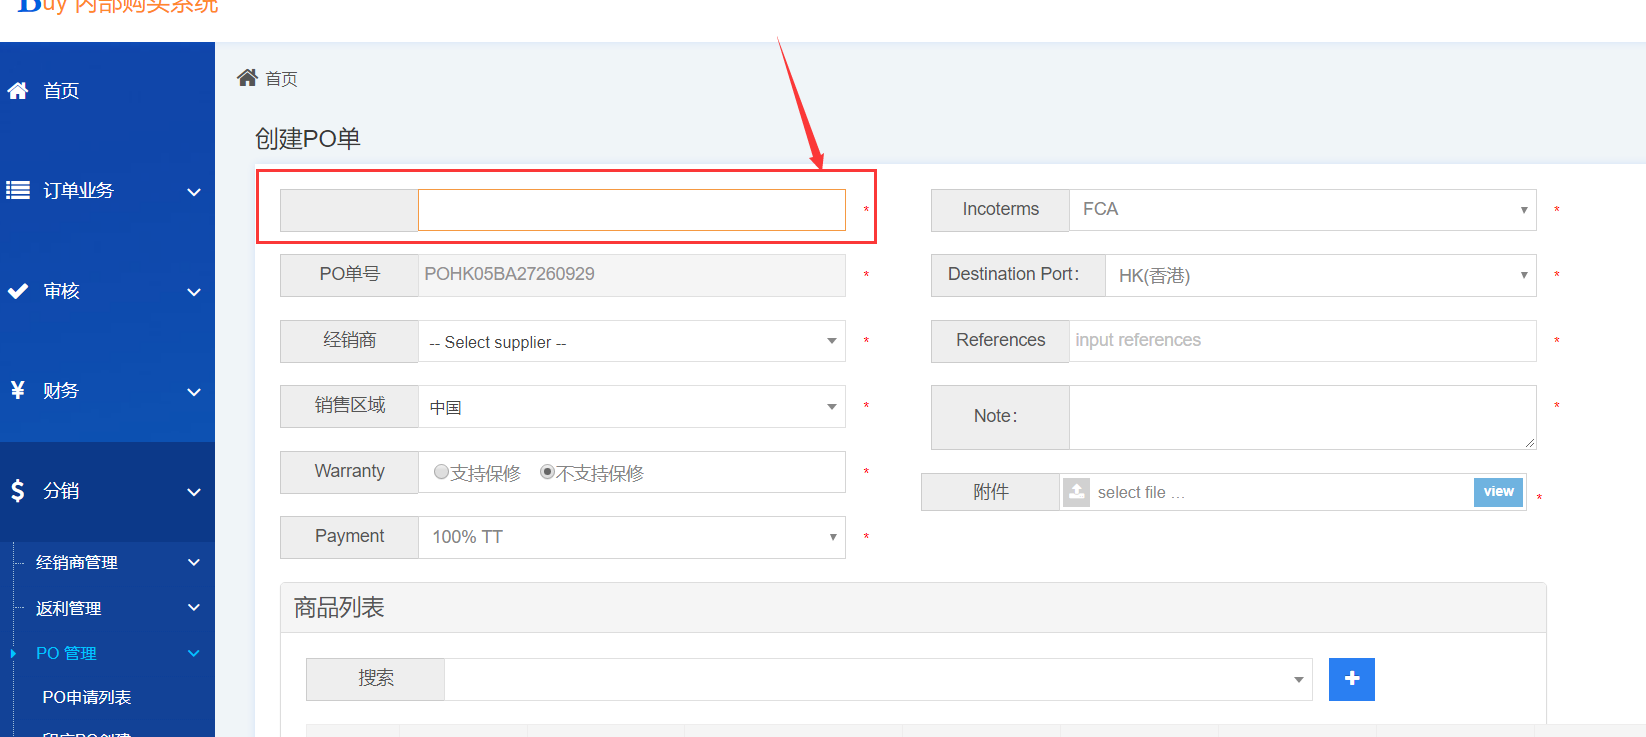 Buy 内部购买系统
首页
订单业务
审核
财务
分销
经销商管理
返利管理
PO 管理
PO申请列表
首页
创建PO单
*
PO单号 POHK05BA27260929 *
经销商 -- Select supplier -- *
销售区域 中国 *
Warranty 支持保修 不支持保修 *
Payment 100% TT *
Incoterms FCA *
Destination Port： HK(香港) *
References input references *
Note： *
附件 select file ... view *
商品列表
搜索 +